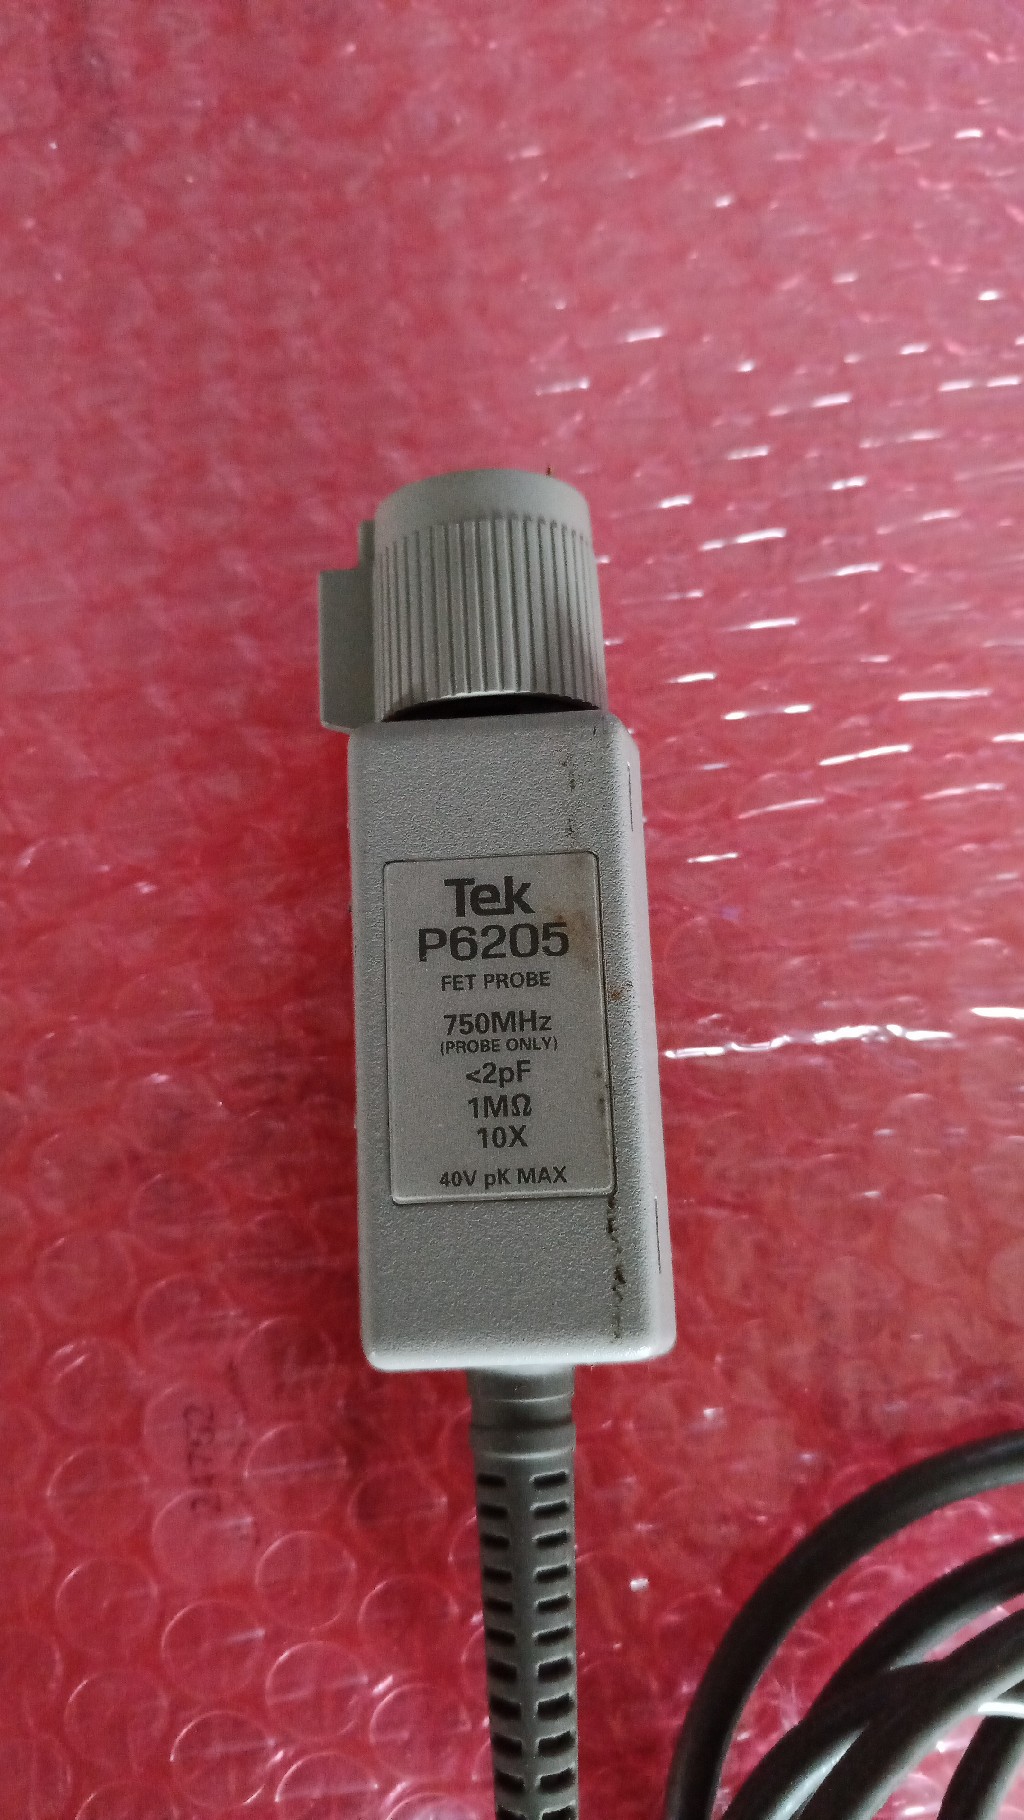 Tek
P6205
FET PROBE
750MHz
(PROBE ONLY)
<2pF
1MΩ
10X
40V pK MAX